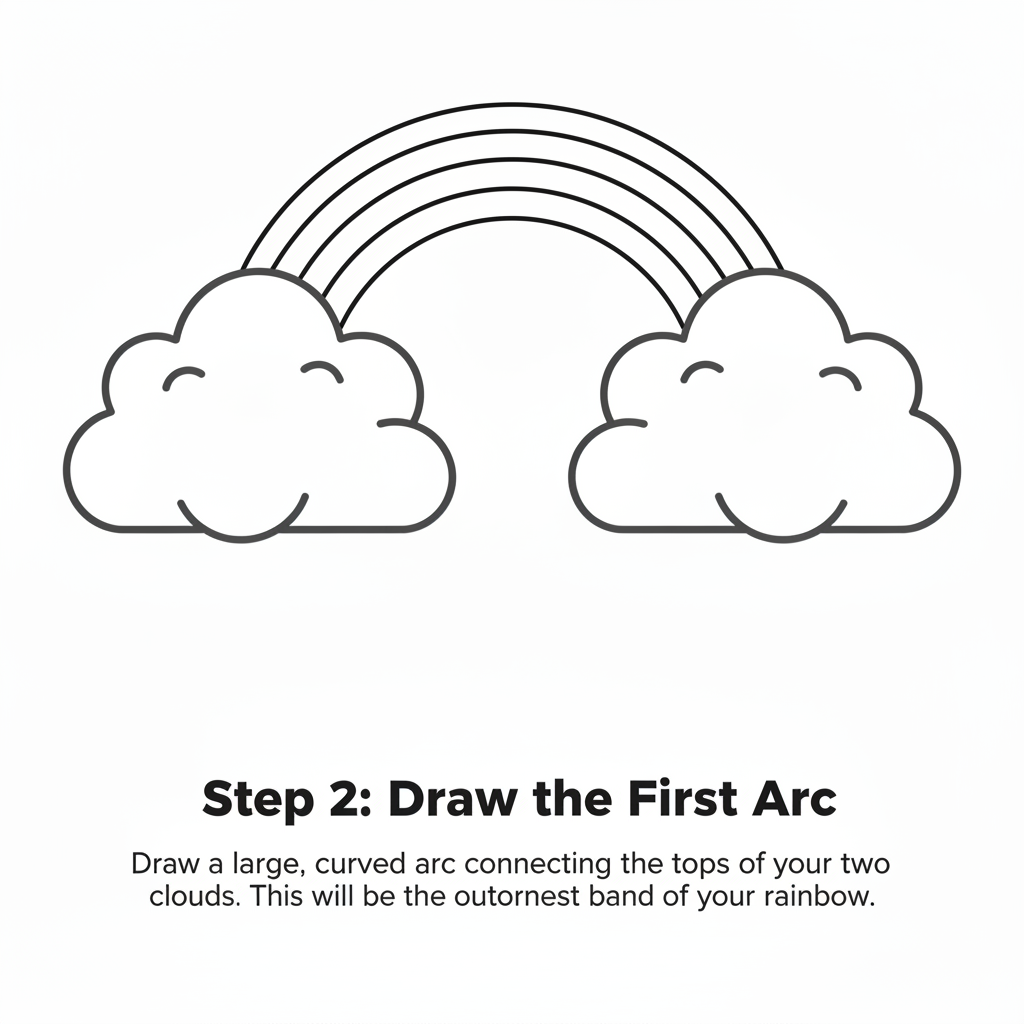 Step 2: Draw the First Arc
Draw a large, curved arc connecting the tops of your two
clouds. This will be the outornest band of your rainbow.